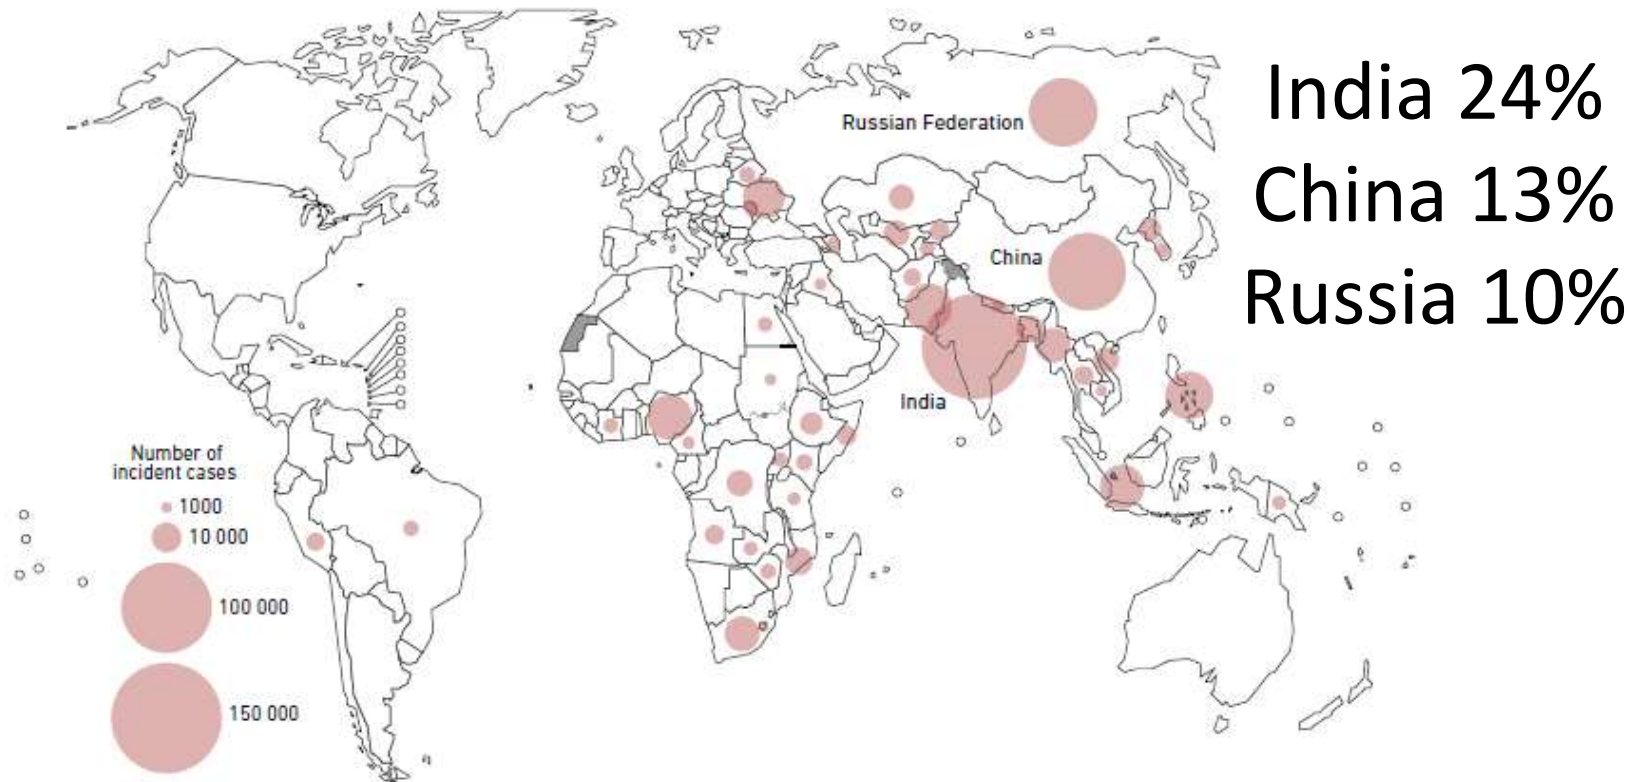 India 24%
China 13%
Russia 10%
Russian Federation
China
India
Number of
incident cases
1000
10 000
100 000
150 000